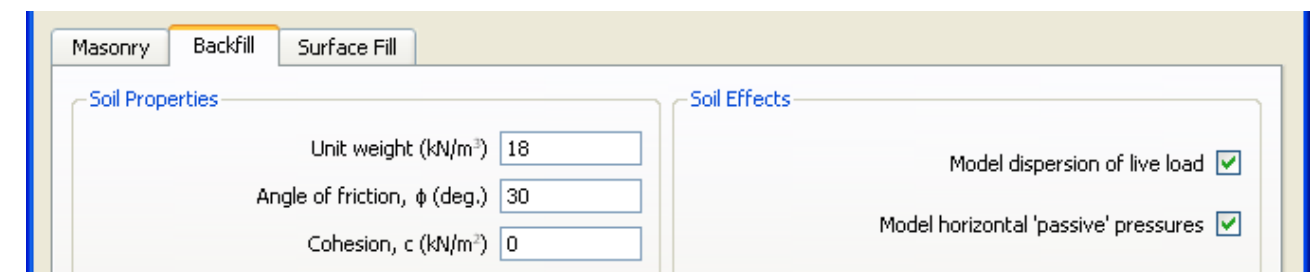 Masonry Backfill Surface Fill
Soil Properties
Unit weight (kN/m³) 18
Angle of friction, ϕ (deg.) 30
Cohesion, c (kN/m²) 0
Soil Effects
Model dispersion of live load
Model horizontal 'passive' pressures